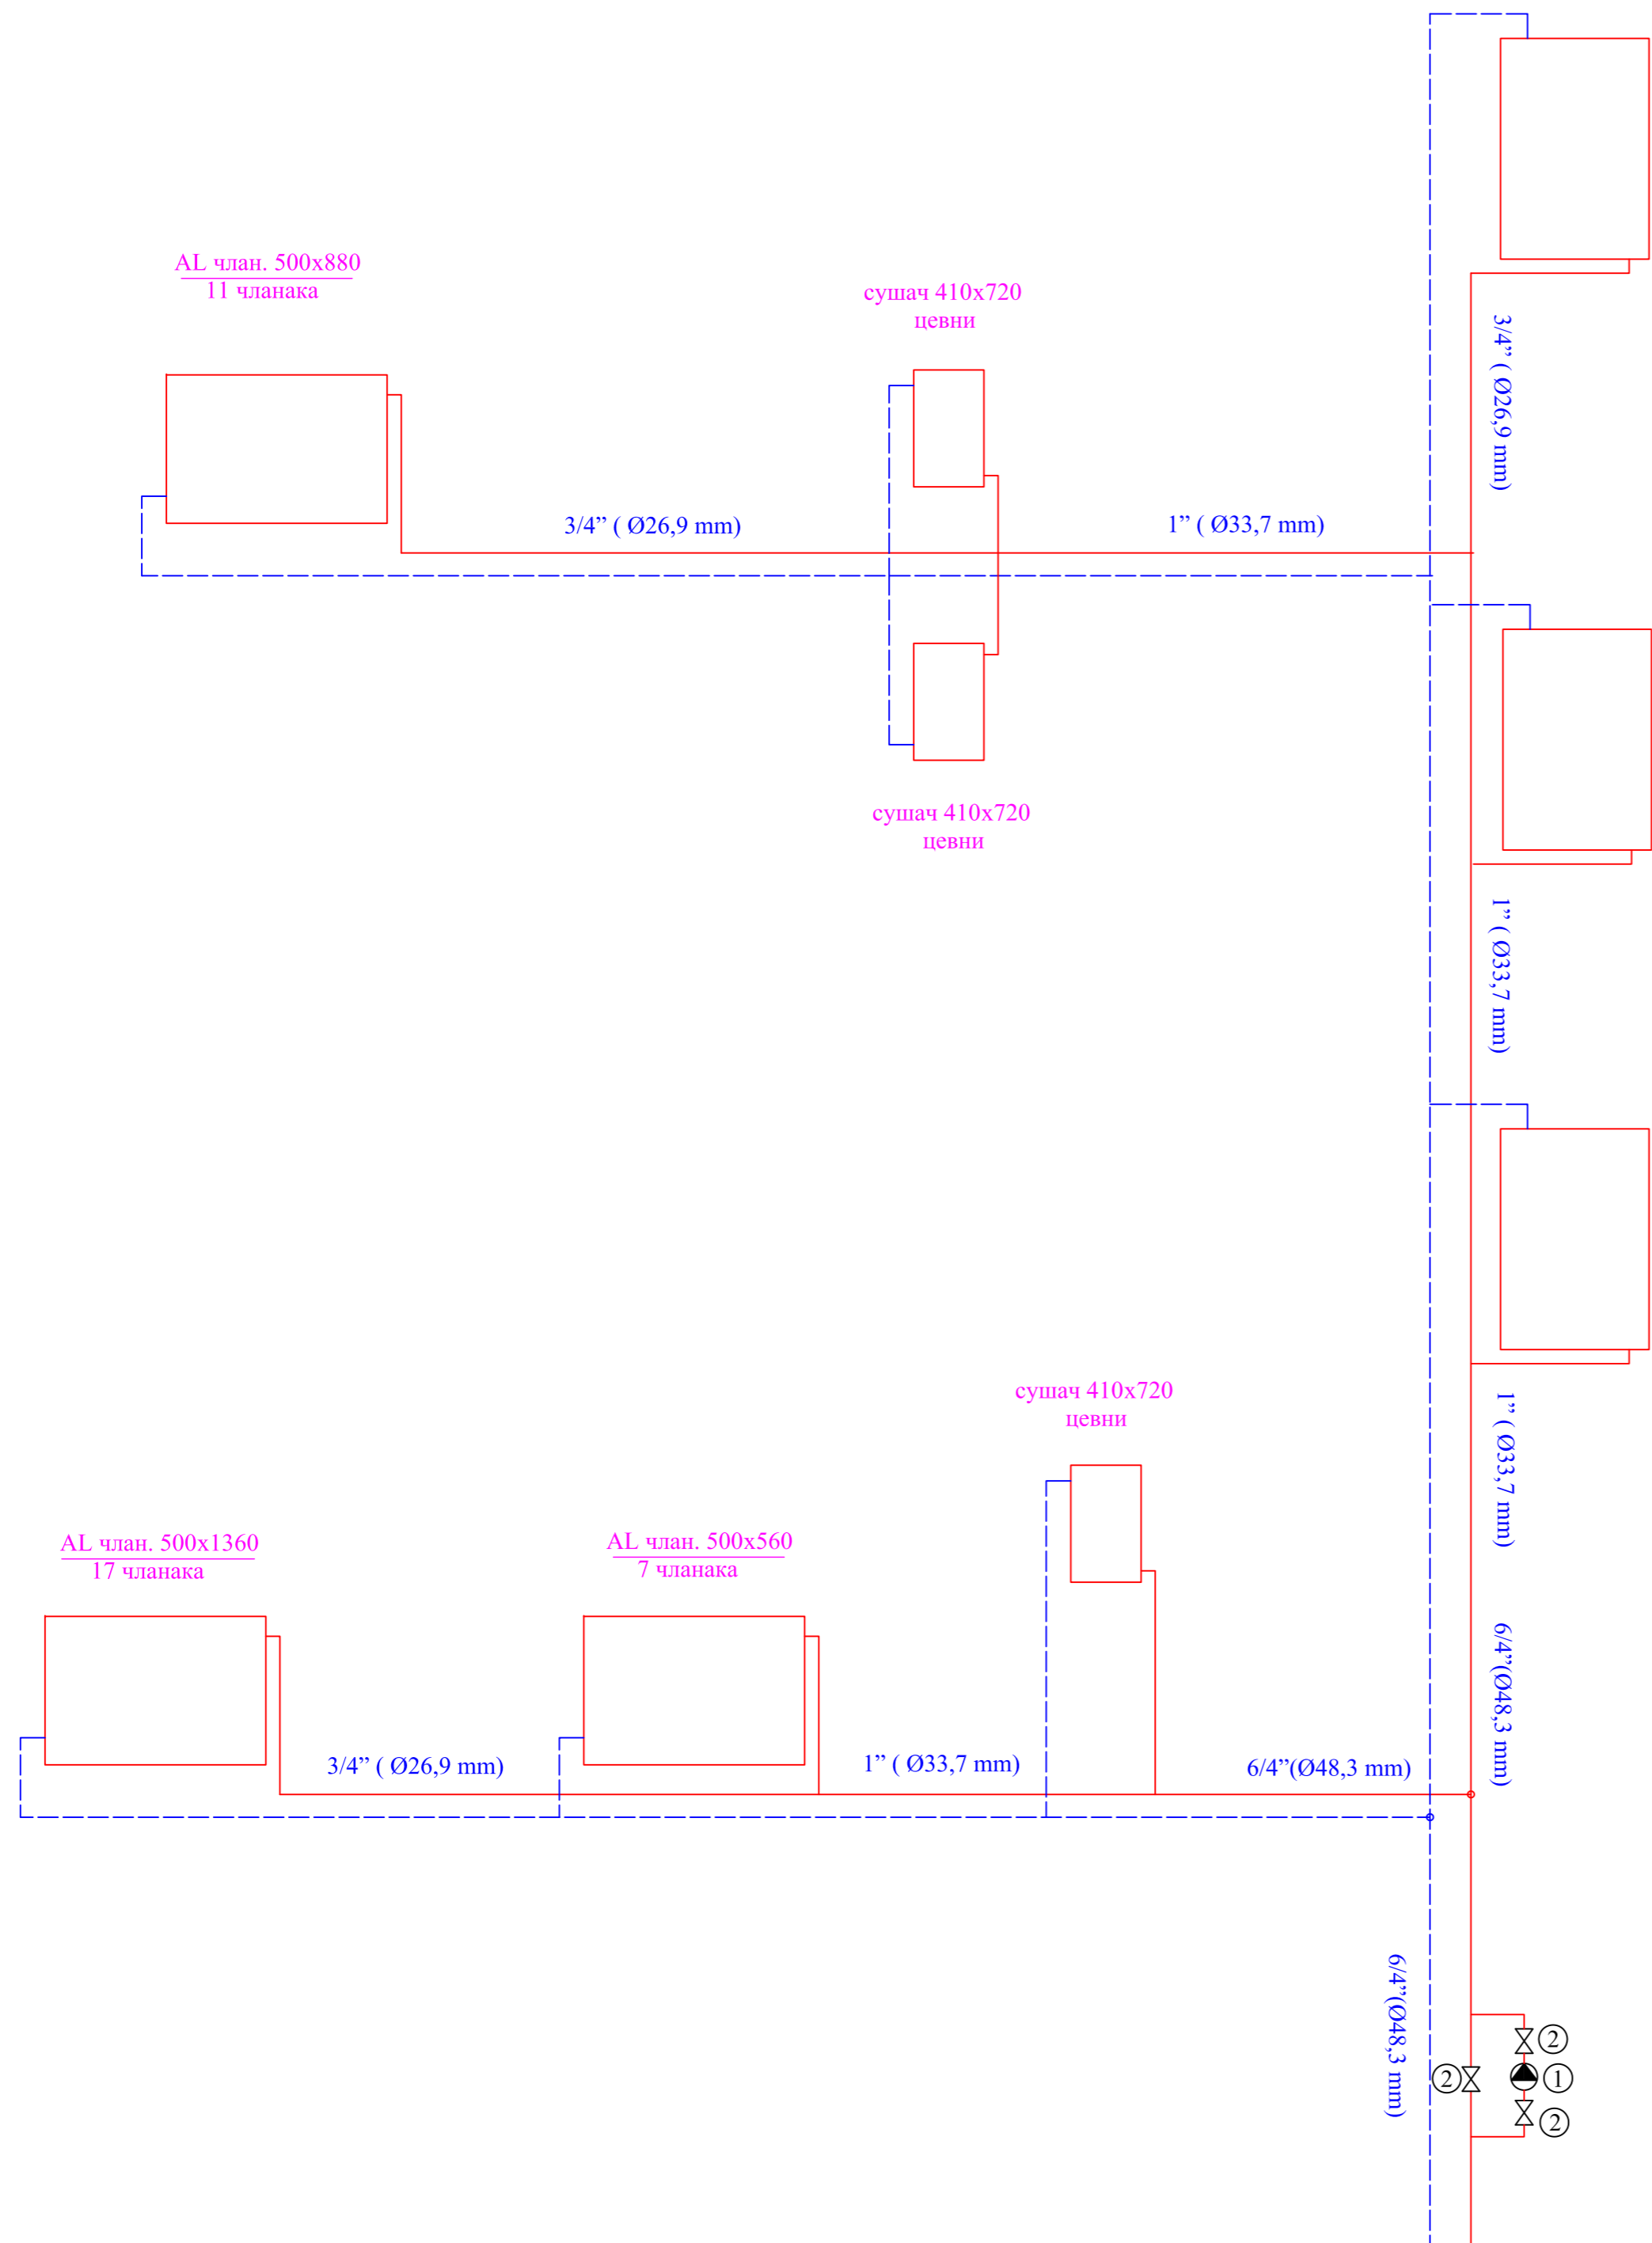 AL члан. 500x880
11 чланака
сушач 410x720
цевни
3/4” ( Ø26,9 mm)
3/4” ( Ø26,9 mm)
1” ( Ø33,7 mm)
сушач 410x720
цевни
1” ( Ø33,7 mm)
сушач 410x720
цевни
1” ( Ø33,7 mm)
AL члан. 500x1360
17 чланака
AL члан. 500x560
7 чланака
6/4”(Ø48,3 mm)
3/4” ( Ø26,9 mm)
1” ( Ø33,7 mm)
6/4”(Ø48,3 mm)
6/4”(Ø48,3 mm)
2
2
1
2